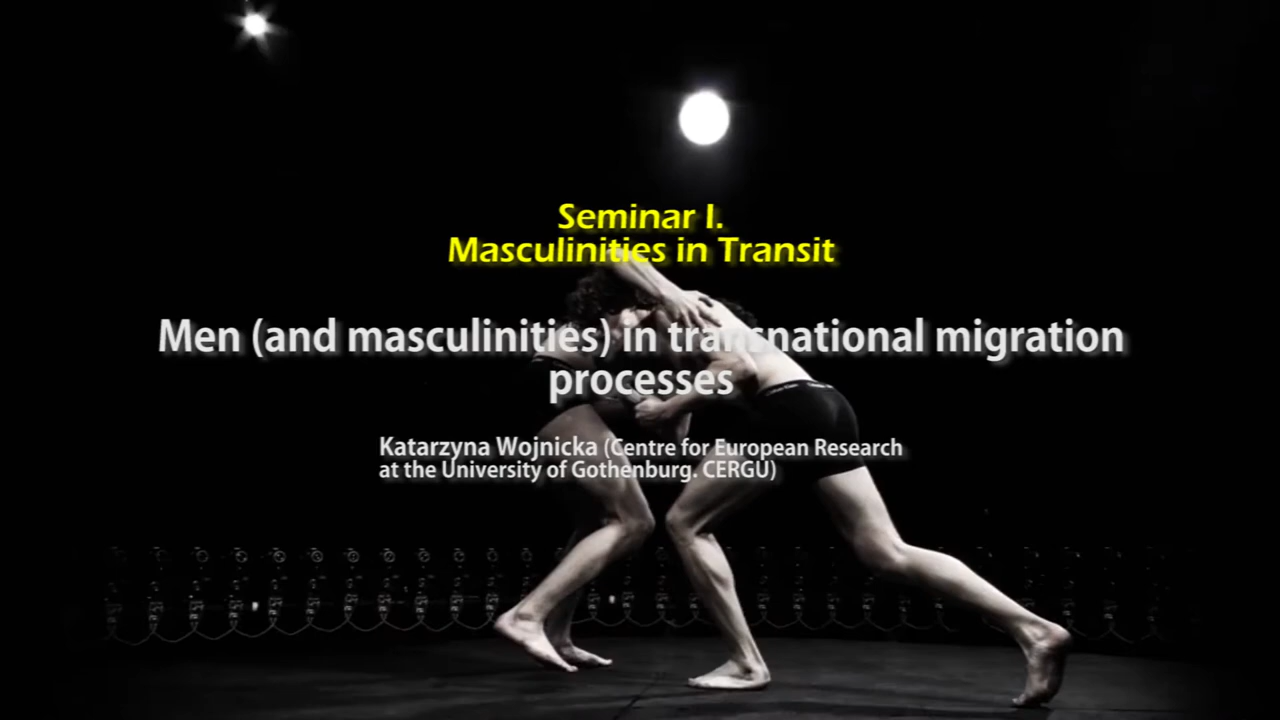 Seminar I.
Masculinities in Transit
Men (and masculinities) in transnational migration
processes
Katarzyna Wojnicka (Centre for European Research
at the University of Gothenburg. CERGU)